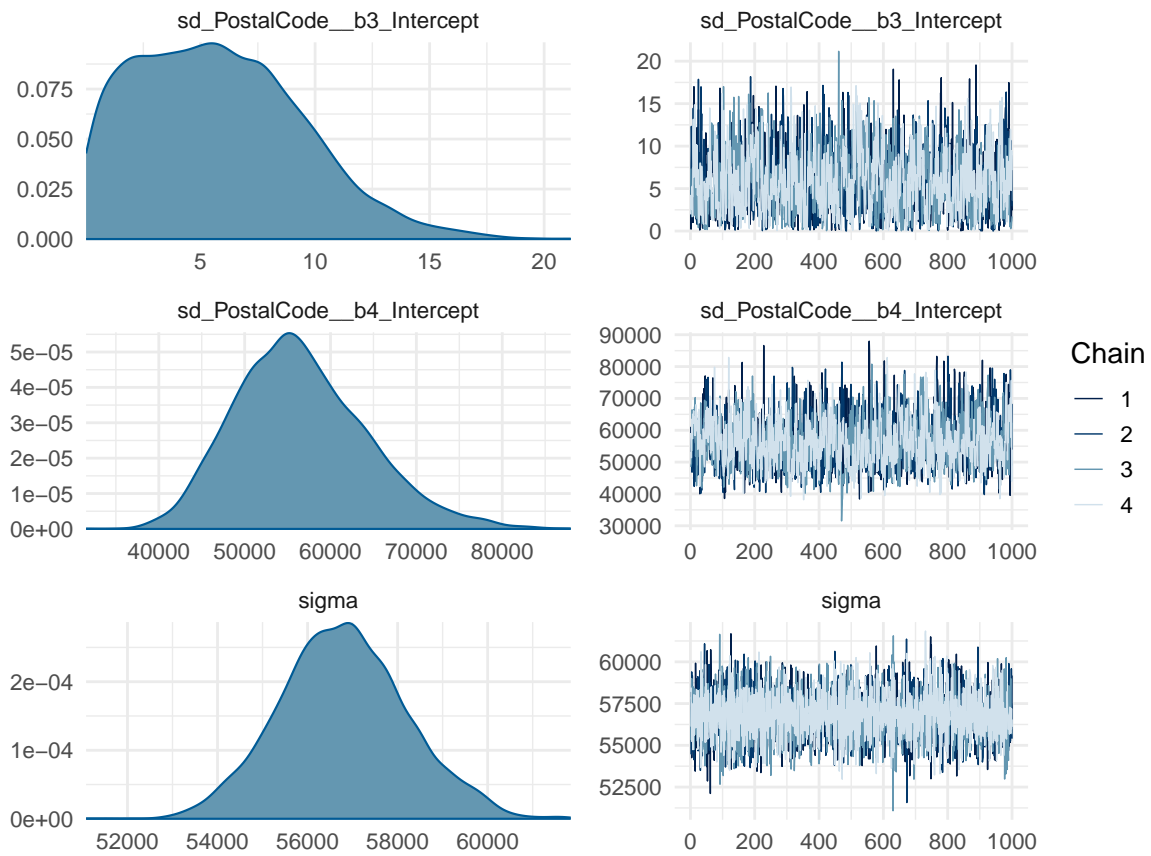 sd_PostalCode__b3_Intercept
0.075
0.050
0.025
0.000
5 10 15 20
sd_PostalCode__b3_Intercept
20
15
10
5
0
0 200 400 600 800 1000
sd_PostalCode__b4_Intercept
5e−05
4e−05
3e−05
2e−05
1e−05
0e+00
40000 50000 60000 70000 80000
sd_PostalCode__b4_Intercept
90000
80000
70000
60000
50000
40000
30000
0 200 400 600 800 1000
sigma
2e−04
1e−04
0e+00
52000 54000 56000 58000 60000
sigma
60000
57500
55000
52500
0 200 400 600 800 1000
Chain
1
2
3
4